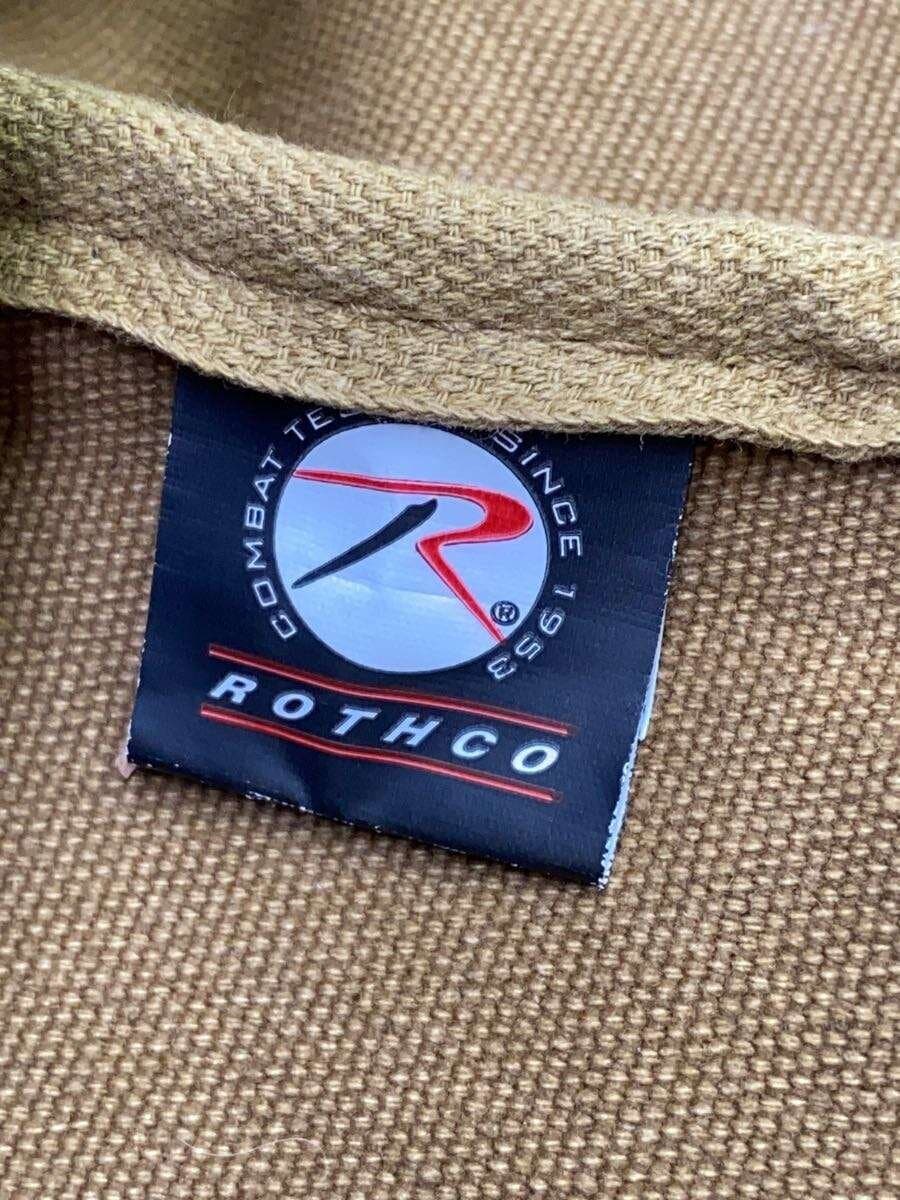 COMBAT SiNCE 1953
R
®
ROTHCO